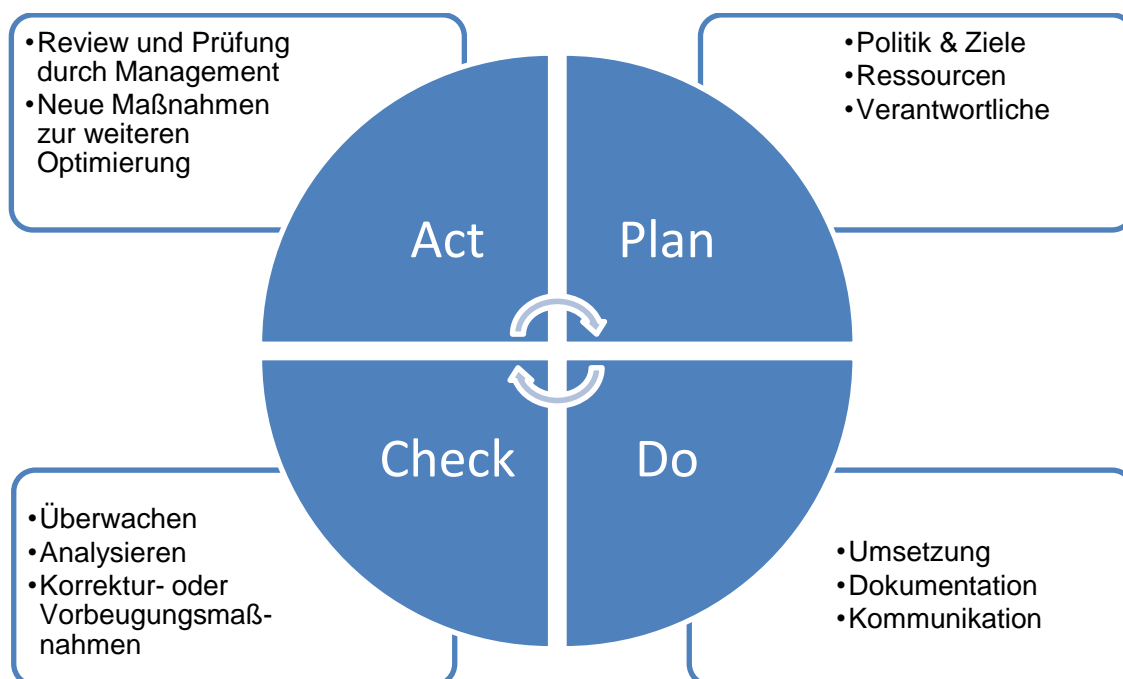 •Review und Prüfung
durch Management
•Neue Maßnahmen
zur weiteren
Optimierung
•Politik & Ziele
•Ressourcen
•Verantwortliche
Act
Plan
Check
Do
•Überwachen
•Analysieren
•Korrektur- oder
Vorbeugungsmaß-
nahmen
•Umsetzung
•Dokumentation
•Kommunikation